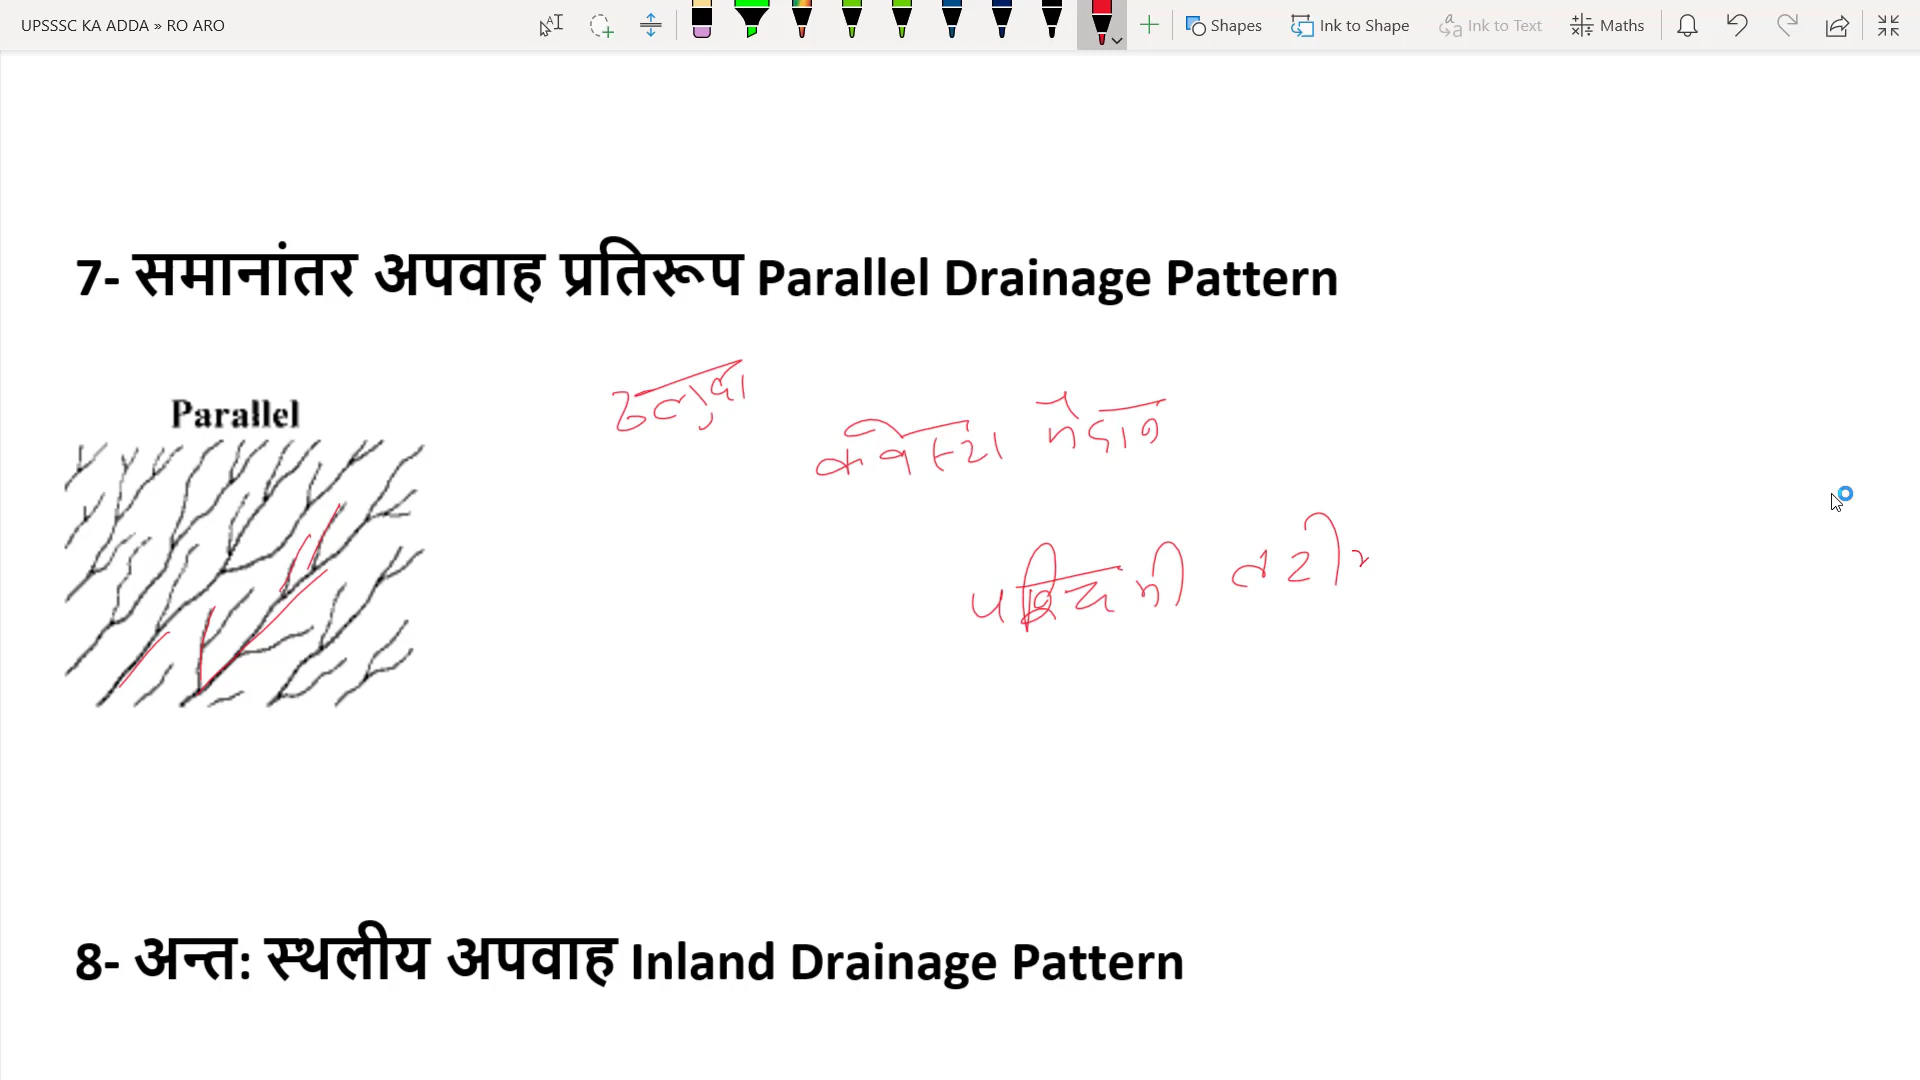 UPSSSC KA ADDA » RO ARO
Shapes
Ink to Shape
Ink to Text
Maths
7- समानांतर अपवाह प्रतिरूप Parallel Drainage Pattern
Parallel
मैदान
तटीय
8- अन्त: स्थलीय अपवाह Inland Drainage Pattern